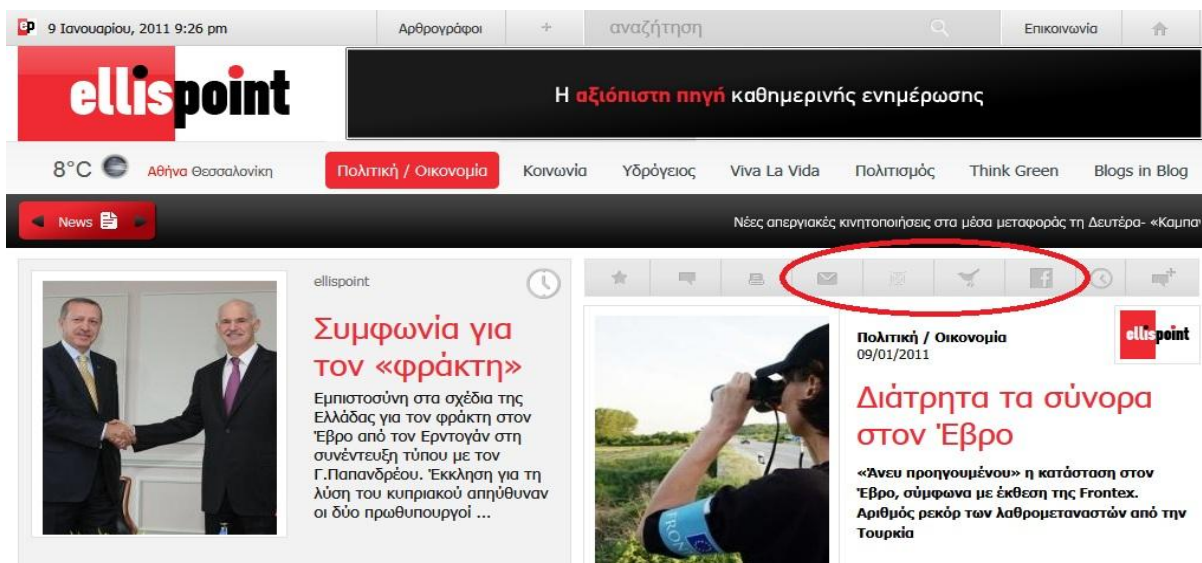 ep 9 Ιανουαρίου, 2011 9:26 pm
Αρθρογράφοι
+
αναζήτηση
Επικοινωνία
ellispoint
Η αξιόπιστη πηγή καθημερινής ενημέρωσης
8°C
Αθήνα Θεσσαλονίκη
Πολιτική / Οικονομία
Κοινωνία
Υδρόγειος
Viva La Vida
Πολιτισμός
Think Green
Blogs in Blog
News
Νέες απεργιακές κινητοποιήσεις στα μέσα μεταφοράς τη Δευτέρα- «Καμπα
ellispoint
Συμφωνία για
τον «φράκτη»
Εμπιστοσύνη στα σχέδια της
Ελλάδας για τον φράκτη στον
Έβρο από τον Ερντογάν στη
συνέντευξη τύπου με τον
Γ.Παπανδρέου. Έκκληση για τη
λύση του κυπριακού απηύθυναν
οι δύο πρωθυπουργοί ...
Πολιτική / Οικονομία
09/01/2011
ellispoint
Διάτρητα τα σύνορα
στον Έβρο
«Άνευ προηγουμένου» η κατάσταση στον
Έβρο, σύμφωνα με έκθεση της Frontex.
Αριθμός ρεκόρ των λαθρομεταναστών από την
Τουρκία
FRON